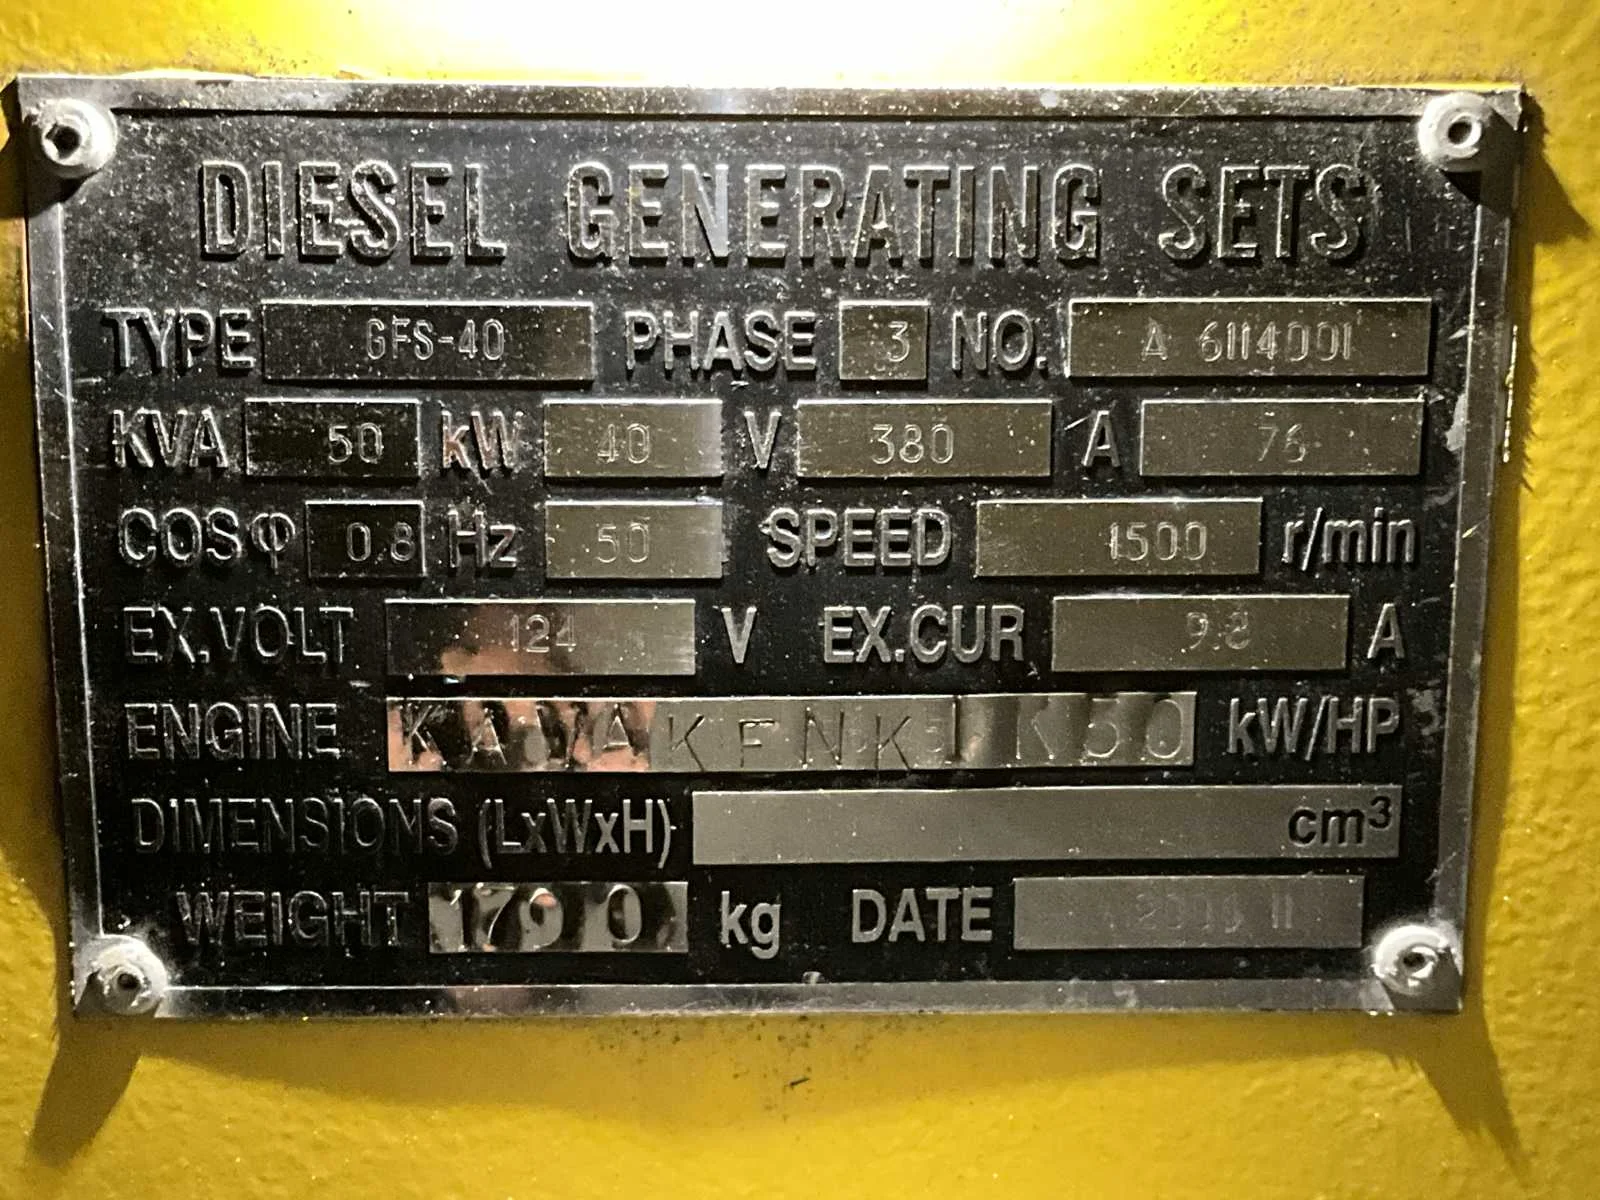 DIESEL GENERATING SETS
TYPE GFS-40 PHASE 3 NO. A 6114001
KVA 50 kW 40 V 380 A 76
COSφ 0.8 Hz 50 SPEED 1500 r/min
EX.VOLT 124 V EX.CUR 9.8 A
ENGINE kW/HP
DIMENSIONS (LxWxH) cm³
WEIGHT 1790 kg DATE